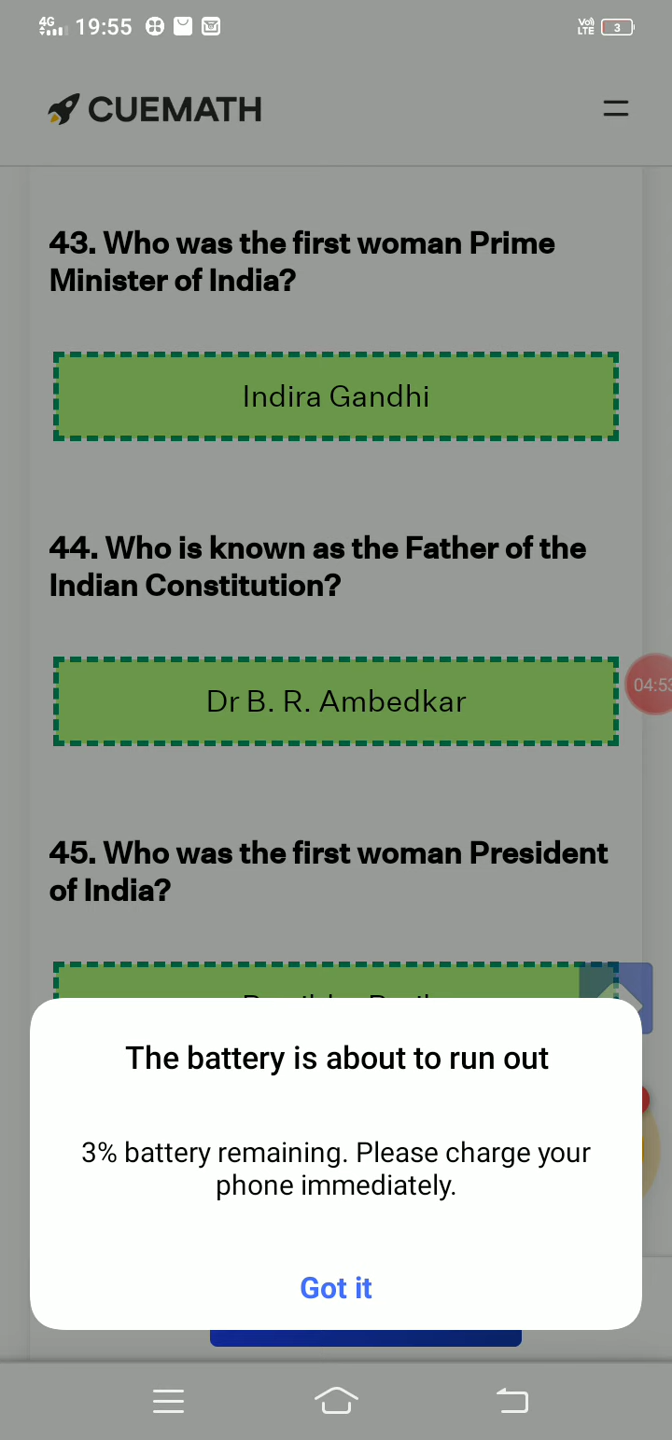 4G 19:55 Vo) LTE 3
CUEMATH
43. Who was the first woman Prime
Minister of India?
Indira Gandhi
44. Who is known as the Father of the
Indian Constitution?
Dr B. R. Ambedkar
04:53
45. Who was the first woman President
of India?
The battery is about to run out
3% battery remaining. Please charge your
phone immediately.
Got it